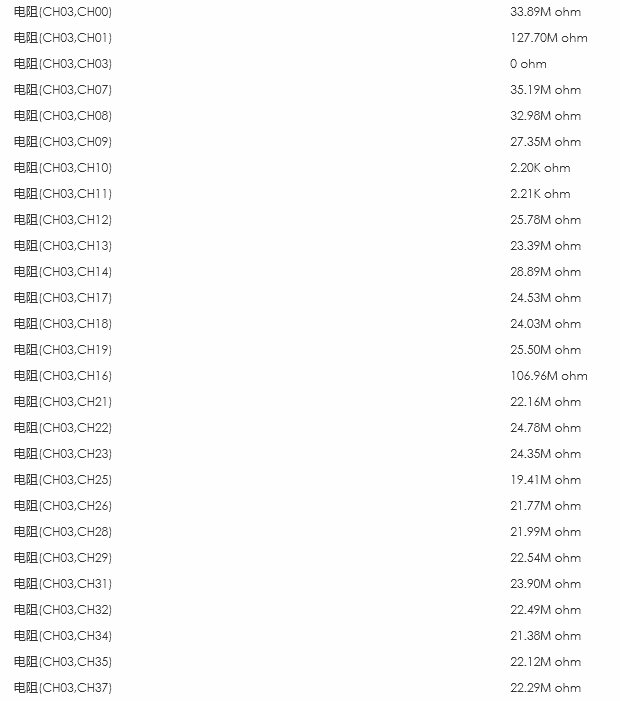 电阻(CH03,CH00) 33.89M ohm
电阻(CH03,CH01) 127.70M ohm
电阻(CH03,CH03) 0 ohm
电阻(CH03,CH07) 35.19M ohm
电阻(CH03,CH08) 32.98M ohm
电阻(CH03,CH09) 27.35M ohm
电阻(CH03,CH10) 2.20K ohm
电阻(CH03,CH11) 2.21K ohm
电阻(CH03,CH12) 25.78M ohm
电阻(CH03,CH13) 23.39M ohm
电阻(CH03,CH14) 28.89M ohm
电阻(CH03,CH17) 24.53M ohm
电阻(CH03,CH18) 24.03M ohm
电阻(CH03,CH19) 25.50M ohm
电阻(CH03,CH16) 106.96M ohm
电阻(CH03,CH21) 22.16M ohm
电阻(CH03,CH22) 24.78M ohm
电阻(CH03,CH23) 24.35M ohm
电阻(CH03,CH25) 19.41M ohm
电阻(CH03,CH26) 21.77M ohm
电阻(CH03,CH28) 21.99M ohm
电阻(CH03,CH29) 22.54M ohm
电阻(CH03,CH31) 23.90M ohm
电阻(CH03,CH32) 22.49M ohm
电阻(CH03,CH34) 21.38M ohm
电阻(CH03,CH35) 22.12M ohm
电阻(CH03,CH37) 22.29M ohm